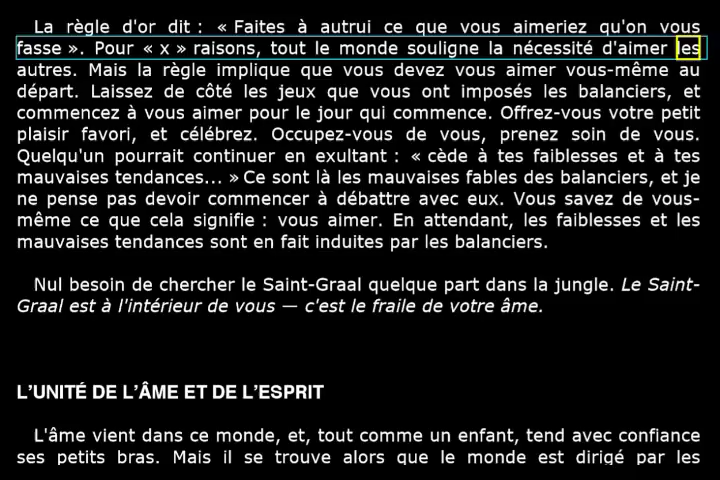 La règle d'or dit : « Faites à autrui ce que vous aimeriez qu'on vous
fasse ». Pour « x » raisons, tout le monde souligne la nécessité d'aimer les
autres. Mais la règle implique que vous devez vous aimer vous-même au
départ. Laissez de côté les jeux que vous ont imposés les balanciers, et
commencez à vous aimer pour le jour qui commence. Offrez-vous votre petit
plaisir favori, et célébrez. Occupez-vous de vous, prenez soin de vous.
Quelqu'un pourrait continuer en exultant : « cède à tes faiblesses et à tes
mauvaises tendances... » Ce sont là les mauvaises fables des balanciers, et je
ne pense pas devoir commencer à débattre avec eux. Vous savez de vous-
même ce que cela signifie : vous aimer. En attendant, les faiblesses et les
mauvaises tendances sont en fait induites par les balanciers.
Nul besoin de chercher le Saint-Graal quelque part dans la jungle. Le Saint-
Graal est à l'intérieur de vous — c'est le fraile de votre âme.
L'UNITÉ DE L'ÂME ET DE L'ESPRIT
L'âme vient dans ce monde, et, tout comme un enfant, tend avec confiance
ses petits bras. Mais il se trouve alors que le monde est dirigé par les